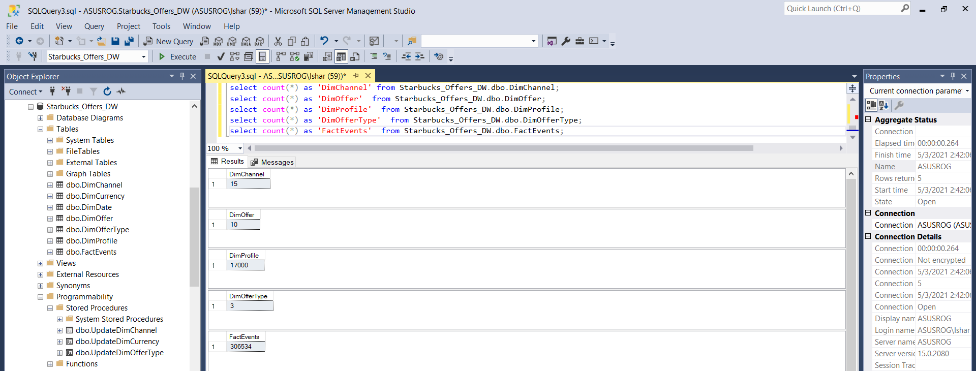 SQLQuery3.sql - ASUSROG.Starbucks_Offers_DW (ASUSROG\Ishar (59))* - Microsoft SQL Server Management Studio
Quick Launch (Ctrl+Q)
File Edit View Query Project Tools Window Help
New Query
Starbucks_Offers_DW Execute
Object Explorer
Connect
Starbucks_Offers_DW
Database Diagrams
Tables
System Tables
FileTables
External Tables
Graph Tables
dbo.DimChannel
dbo.DimCurrency
dbo.DimDate
dbo.DimOffer
dbo.DimOfferType
dbo.DimProfile
dbo.FactEvents
Views
External Resources
Synonyms
Programmability
Stored Procedures
System Stored Procedures
dbo.UpdateDimChannel
dbo.UpdateDimCurrency
dbo.UpdateDimOfferType
Functions
SQLQuery3.sql - AS...SUSROG\Ishar (59))*
select count(*) as 'DimChannel' from Starbucks_Offers_DW.dbo.DimChannel;
select count(*) as 'DimOffer' from Starbucks_Offers_DW.dbo.DimOffer;
select count(*) as 'DimProfile' from Starbucks_Offers_DW.dbo.DimProfile;
select count(*) as 'DimOfferType' from Starbucks_Offers_DW.dbo.DimOfferType;
select count(*) as 'FactEvents' from Starbucks_Offers_DW.dbo.FactEvents;
100 %
Results Messages
DimChannel
1 15
DimOffer
1 10
DimProfile
1 17000
DimOfferType
1 3
FactEvents
1 306534
Properties
Current connection parame
Aggregate Status
Connection
Elapsed tim 00:00:00.264
Finish time 5/3/2021 2:42:0
Name ASUSROG
Rows return 5
Start time 5/3/2021 2:42:0
State Open
Connection
Connection ASUSROG (ASU
Connection Details
Connection 00:00:00.264
Connection Not encrypted
Connection 5/3/2021 2:42:0
Connection 5
Connection 5/3/2021 2:42:0
Connection Open
Display nam ASUSROG
Login name ASUSROG\Ishar
Server name ASUSROG
Server versi 15.0.2080
Session Trac